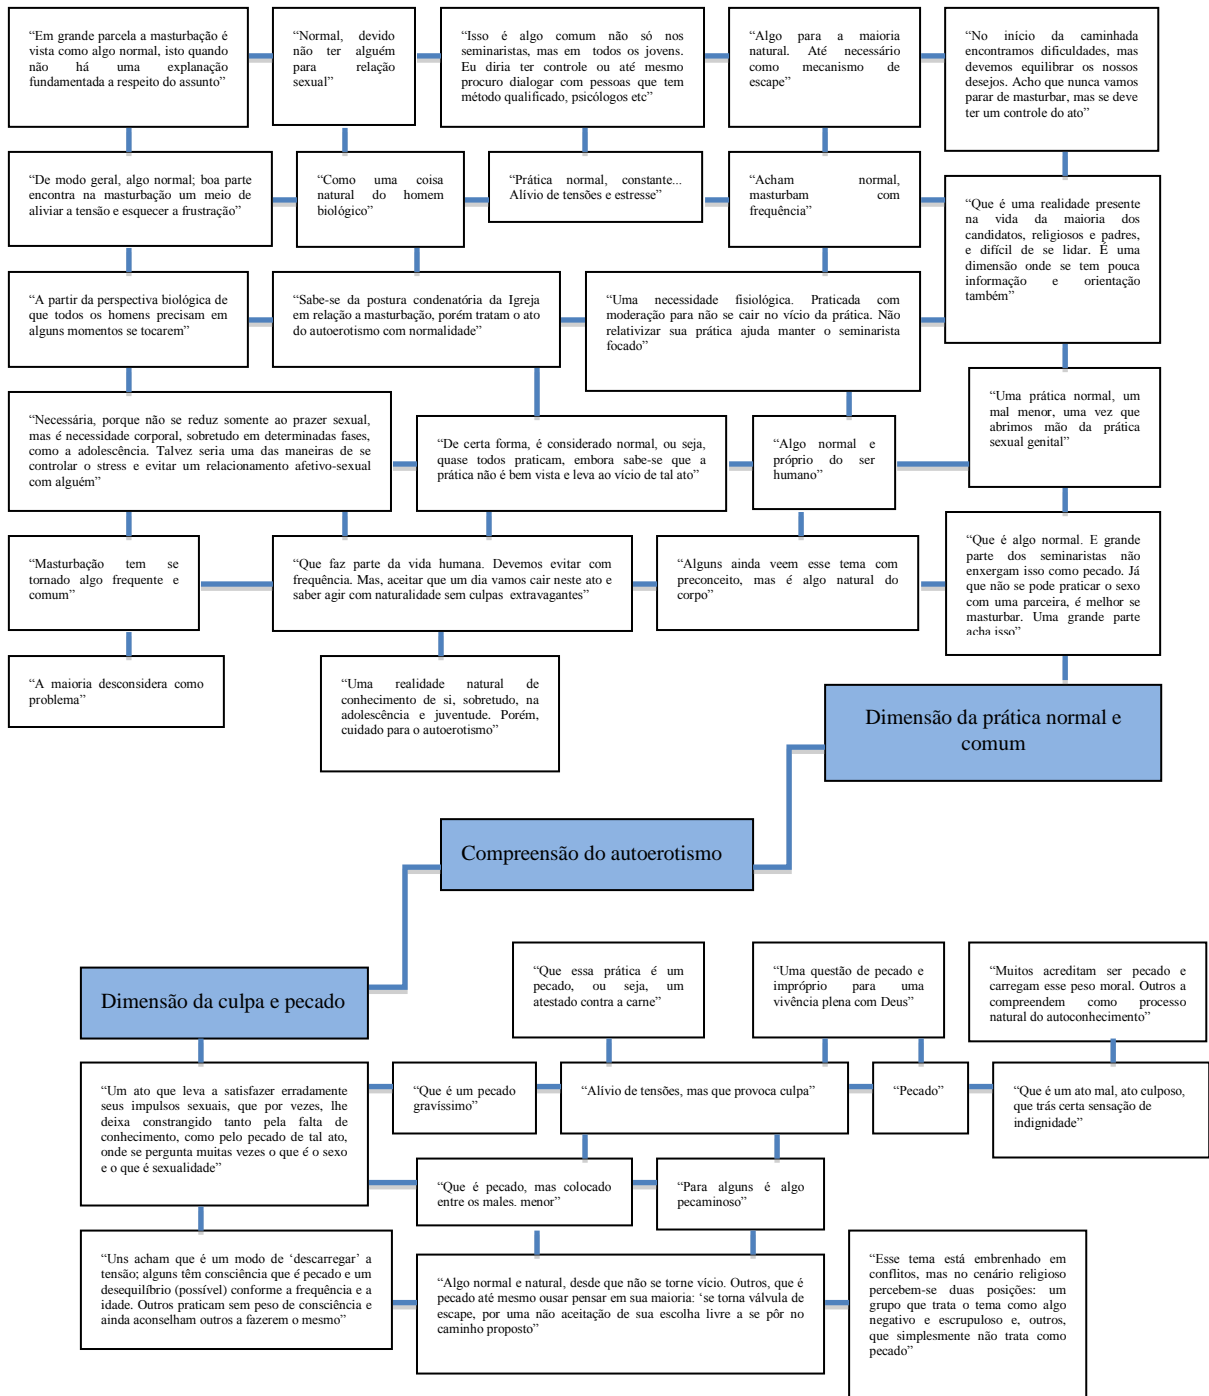 “Em grande parcela a masturbação é
vista como algo normal, isto quando
não há uma explanação
fundamentada a respeito do assunto”
“Normal, devido
não ter alguém
para relação
sexual”
“Isso é algo comum não só nos
seminaristas, mas em todos os jovens.
Eu diria ter controle ou até mesmo
procuro dialogar com pessoas que tem
método qualificado, psicólogos etc”
“Algo para a maioria
natural. Até necessário
como mecanismo de
escape”
“No início da caminhada
encontramos dificuldades, mas
devemos equilibrar os nossos
desejos. Acho que nunca vamos
parar de masturbar, mas se deve
ter um controle do ato”
“De modo geral, algo normal; boa parte
encontra na masturbação um meio de
aliviar a tensão e esquecer a frustração”
“Como uma coisa
natural do homem
biológico”
“Prática normal, constante...
Alívio de tensões e estresse”
“Acham normal,
masturbam com
frequência”
“Que é uma realidade presente
na vida da maioria dos
candidatos, religiosos e padres,
e difícil de se lidar. É uma
dimensão onde se tem pouca
informação e orientação
também”
“A partir da perspectiva biológica de
que todos os homens precisam em
alguns momentos se tocarem”
“Sabe-se da postura condenatória da Igreja
em relação a masturbação, porém tratam o ato
do autoerotismo com normalidade”
“Uma necessidade fisiológica. Praticada com
moderação para não se cair no vício da prática. Não
relativizar sua prática ajuda manter o seminarista
focado”
“Uma prática normal, um
mal menor, uma vez que
abrimos mão da prática
sexual genital”
“Necessária, porque não se reduz somente ao prazer sexual,
mas é necessidade corporal, sobretudo em determinadas fases,
como a adolescência. Talvez seria uma das maneiras de se
controlar o stress e evitar um relacionamento afetivo-sexual
com alguém”
“De certa forma, é considerado normal, ou seja,
quase todos praticam, embora sabe-se que a
prática não é bem vista e leva ao vício de tal ato”
“Algo normal e
próprio do ser
humano”
“Masturbação tem se
tornado algo frequente e
comum”
“Que faz parte da vida humana. Devemos evitar com
frequência. Mas, aceitar que um dia vamos cair neste ato e
saber agir com naturalidade sem culpas extravagantes”
“Alguns ainda veem esse tema com
preconceito, mas é algo natural do
corpo”
“Que é algo normal. E grande
parte dos seminaristas não
enxergam isso como pecado. Já
que não se pode praticar o sexo
com uma parceira, é melhor se
masturbar. Uma grande parte
acha isso”
“A maioria desconsidera como
problema”
“Uma realidade natural de
conhecimento de si, sobretudo, na
adolescência e juventude. Porém,
cuidado para o autoerotismo”
Dimensão da prática normal e
comum
Compreensão do autoerotismo
Dimensão da culpa e pecado
“Que essa prática é um
pecado, ou seja, um
atestado contra a carne”
“Uma questão de pecado e
impróprio para uma
vivência plena com Deus”
“Muitos acreditam ser pecado e
carregam esse peso moral. Outros a
compreendem como processo
natural do autoconhecimento”
“Um ato que leva a satisfazer erradamente
seus impulsos sexuais, que por vezes, lhe
deixa constrangido tanto pela falta de
conhecimento, como pelo pecado de tal ato,
onde se pergunta muitas vezes o que é o sexo
e o que é sexualidade”
“Que é um pecado
gravíssimo”
“Alívio de tensões, mas que provoca culpa”
“Pecado”
“Que é um ato mal, ato culposo,
que trás certa sensação de
indignidade”
“Que é pecado, mas colocado
entre os males. menor”
“Para alguns é algo
pecaminoso”
“Uns acham que é um modo de ‘descarregar’ a
tensão; alguns têm consciência que é pecado e um
desequilíbrio (possível) conforme a frequência e a
idade. Outros praticam sem peso de consciência e
ainda aconselham outros a fazerem o mesmo”
“Algo normal e natural, desde que não se torne vício. Outros, que é
pecado até mesmo ousar pensar em sua maioria: ‘se torna válvula de
escape, por uma não aceitação de sua escolha livre a se pôr no
caminho proposto”
“Esse tema está embrenhado em
conflitos, mas no cenário religioso
percebem-se duas posições: um
grupo que trata o tema como algo
negativo e escrupuloso e, outros,
que simplesmente não trata como
pecado”